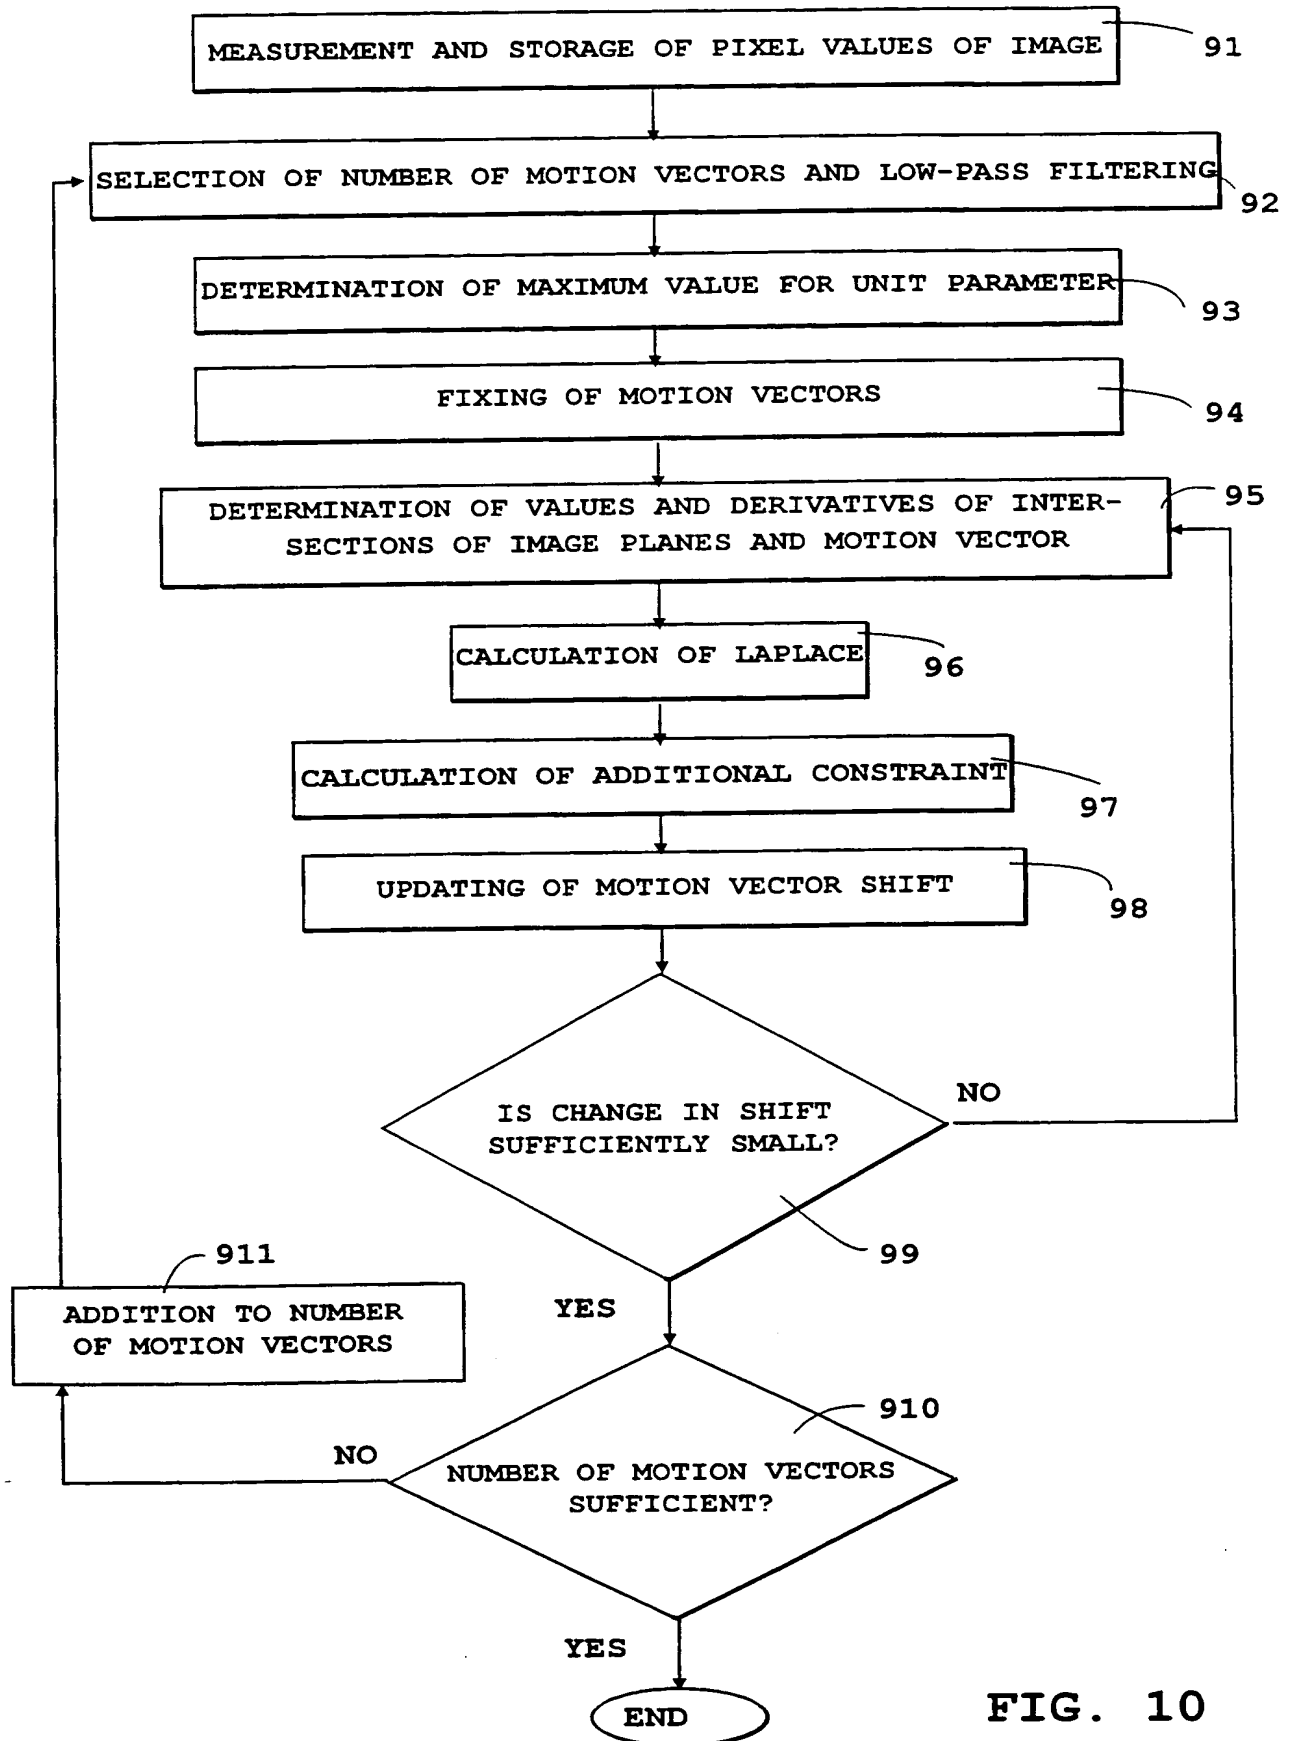 MEASUREMENT AND STORAGE OF PIXEL VALUES OF IMAGE
91
SELECTION OF NUMBER OF MOTION VECTORS AND LOW-PASS FILTERING
92
DETERMINATION OF MAXIMUM VALUE FOR UNIT PARAMETER
93
FIXING OF MOTION VECTORS
94
DETERMINATION OF VALUES AND DERIVATIVES OF INTER-
SECTIONS OF IMAGE PLANES AND MOTION VECTOR
95
CALCULATION OF LAPLACE
96
CALCULATION OF ADDITIONAL CONSTRAINT
97
UPDATING OF MOTION VECTOR SHIFT
98
IS CHANGE IN SHIFT
SUFFICIENTLY SMALL?
NO
99
YES
911
ADDITION TO NUMBER
OF MOTION VECTORS
910
NO
NUMBER OF MOTION VECTORS
SUFFICIENT?
YES
END
FIG. 10